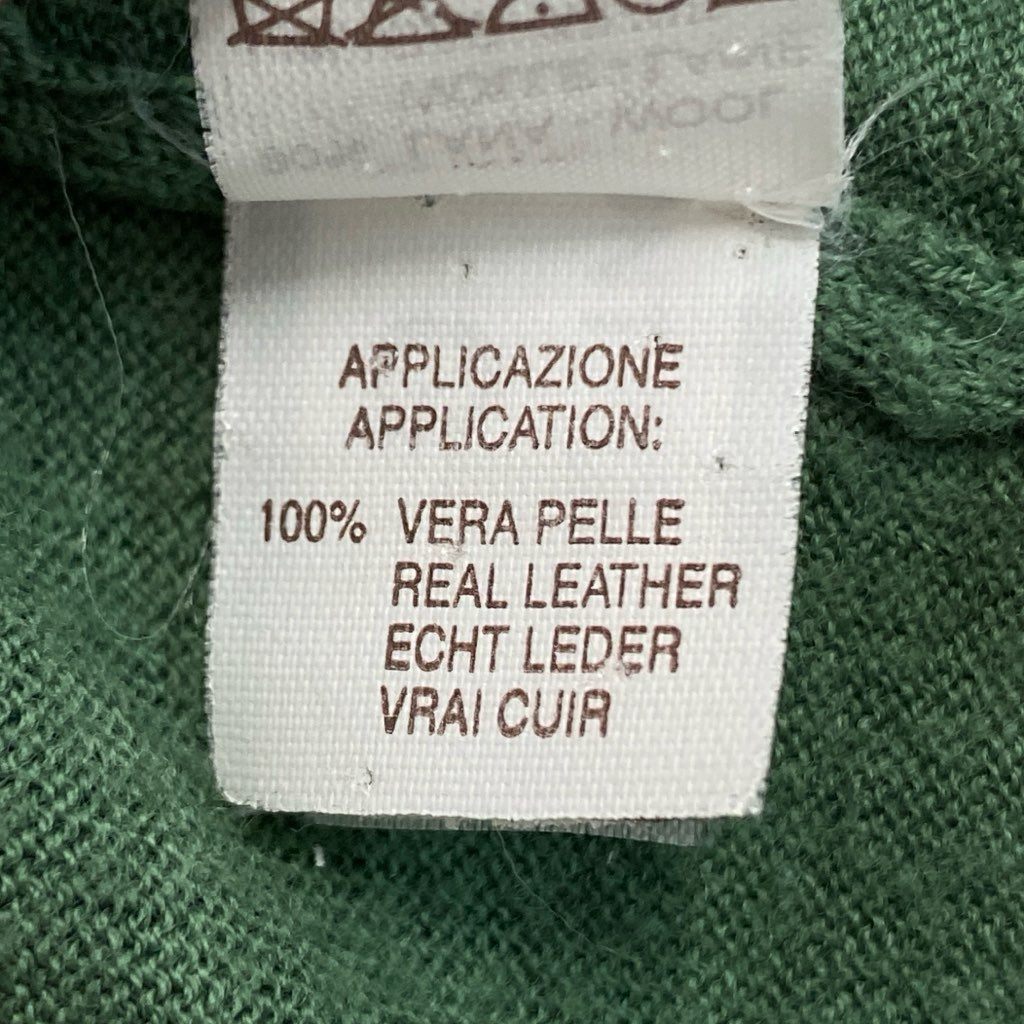 APPLICAZIONE
APPLICATION:
100% VERA PELLE
REAL LEATHER
ECHT LEDER
VRAI CUIR